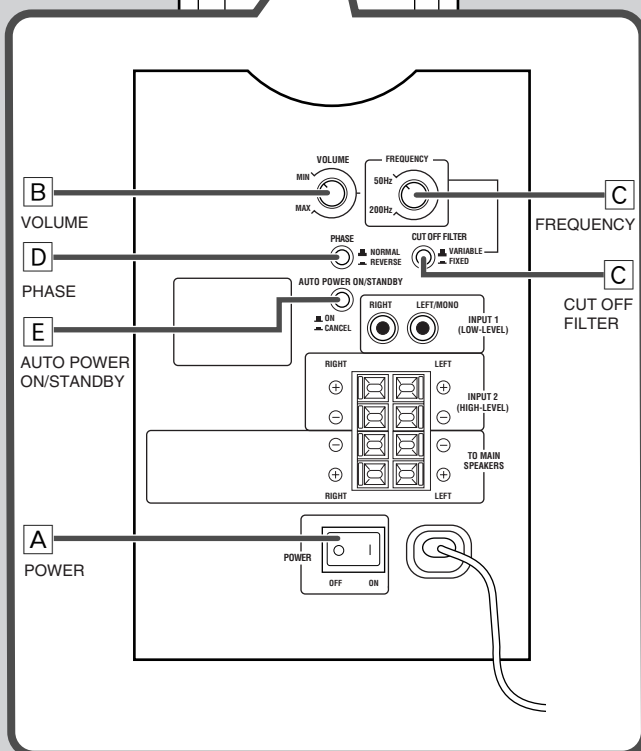 VOLUME
FREQUENCY
MIN
50Hz
B
C
MAX
200Hz
VOLUME
FREQUENCY
PHASE
CUT OFF FILTER
D
NORMAL
REVERSE
VARIABLE
FIXED
C
PHASE
AUTO POWER ON/STANDBY
CUT OFF
FILTER
E
ON
CANCEL
RIGHT
LEFT/MONO
INPUT 1
(LOW-LEVEL)
AUTO POWER
ON/STANDBY
RIGHT
LEFT
+
+
INPUT 2
(HIGH-LEVEL)
−
−
−
−
TO MAIN
SPEAKERS
+
+
RIGHT
LEFT
A
POWER
POWER
OFF
ON